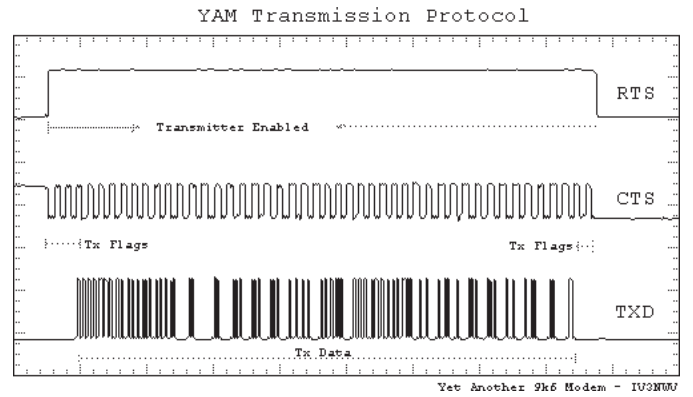 YAM Transmission Protocol
RTS
Transmitter Enabled
CTS
Tx Flags
Tx Flags
TXD
Tx Data
Yet Another 9k6 Modem - IV3NWV